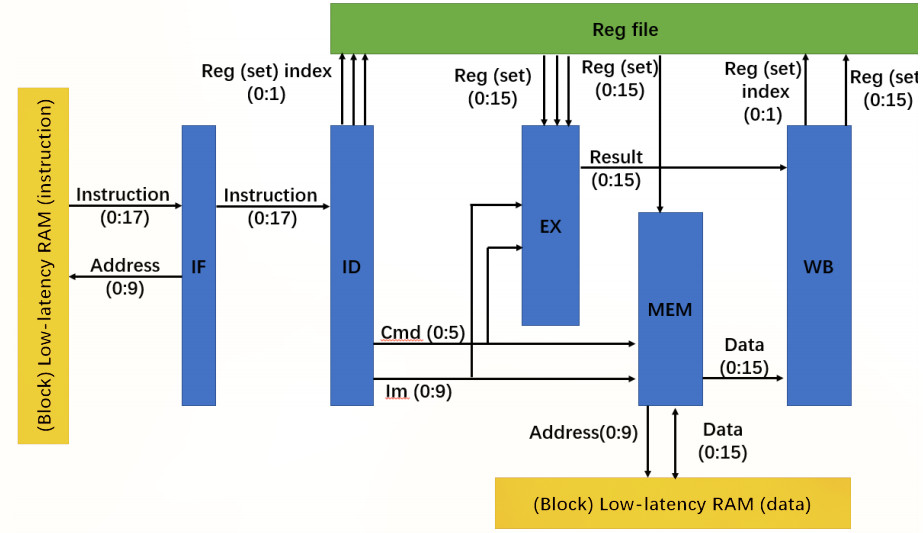 Reg file
Reg (set) index
(0:1)
Reg (set)
(0:15)
Reg (set)
(0:15)
Reg (set)
index
(0:1)
Reg (set
(0:15)
(Block) Low-latency RAM (instruction)
Instruction
(0:17)
Address
(0:9)
IF
Instruction
(0:17)
ID
Result
(0:15)
EX
MEM
WB
Cmd (0:5)
Im (0:9)
Data
(0:15)
Address(0:9)
Data
(0:15)
(Block) Low-latency RAM (data)